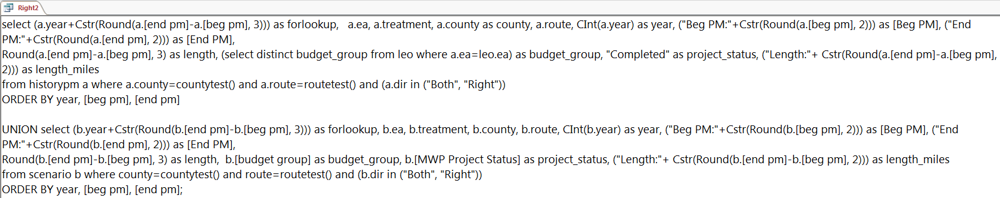 Right2
select (a.year+Cstr(Round(a.[end pm]-a.[beg pm], 3))) as forlookup,   a.ea, a.treatment, a.county as county, a.route, CInt(a.year) as year, ("Beg PM:"+Cstr(Round(a.[beg pm], 2))) as [Beg PM], ("End
PM:"+Cstr(Round(a.[end pm], 2))) as [End PM],
Round(a.[end pm]-a.[beg pm], 3) as length, (select distinct budget_group from leo where a.ea=leo.ea) as budget_group, "Completed" as project_status, ("Length:"+ Cstr(Round(a.[end pm]-a.[beg pm],
2))) as length_miles
from historypm a where a.county=countytest() and a.route=routetest() and (a.dir in ("Both", "Right"))
ORDER BY year, [beg pm], [end pm]
UNION select (b.year+Cstr(Round(b.[end pm]-b.[beg pm], 3))) as forlookup, b.ea, b.treatment, b.county, b.route, CInt(b.year) as year, ("Beg PM:"+Cstr(Round(b.[beg pm], 2))) as [Beg PM], ("End
PM:"+Cstr(Round(b.[end pm], 2))) as [End PM],
Round(b.[end pm]-b.[beg pm], 3) as length,  b.[budget group] as budget_group, b.[MWP Project Status] as project_status, ("Length:"+ Cstr(Round(b.[end pm]-b.[beg pm], 2))) as length_miles
from scenario b where county=countytest() and route=routetest() and (b.dir in ("Both", "Right"))
ORDER BY year, [beg pm], [end pm];